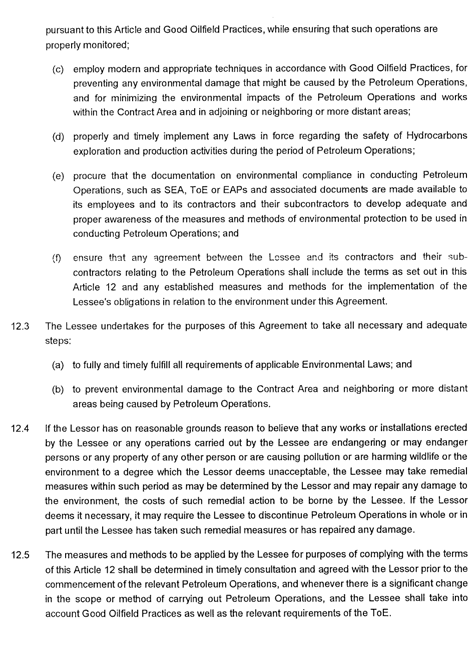 pursuant to this Article and Good Oilfield Practices, while ensuring that such operations are
properly monitored;
(c) employ modern and appropriate techniques in accordance with Good Oilfield Practices, for
preventing any environmental damage that might be caused by the Petroleum Operations,
and for minimizing the environmental impacts of the Petroleum Operations and works
within the Contract Area and in adjoining or neighboring or more distant areas;
(d) properly and timely implement any Laws in force regarding the safety of Hydrocarbons
exploration and production activities during the period of Petroleum Operations;
(e) procure that the documentation on environmental compliance in conducting Petroleum
Operations, such as SEA, ToE or EAPs and associated documents are made available to
its employees and to its contractors and their subcontractors to develop adequate and
proper awareness of the measures and methods of environmental protection to be used in
conducting Petroleum Operations; and
(f) ensure that any agreement between the Lessee and its contractors and their sub-
contractors relating to the Petroleum Operations shall include the terms as set out in this
Article 12 and any established measures and methods for the implementation of the
Lessee's obligations in relation to the environment under this Agreement.
12.3 The Lessee undertakes for the purposes of this Agreement to take all necessary and adequate
steps:
(a) to fully and timely fulfill all requirements of applicable Environmental Laws; and
(b) to prevent environmental damage to the Contract Area and neighboring or more distant
areas being caused by Petroleum Operations.
12.4 If the Lessor has on reasonable grounds reason to believe that any works or installations erected
by the Lessee or any operations carried out by the Lessee are endangering or may endanger
persons or any property of any other person or are causing pollution or are harming wildlife or the
environment to a degree which the Lessor deems unacceptable, the Lessee may take remedial
measures within such period as may be determined by the Lessor and may repair any damage to
the environment, the costs of such remedial action to be borne by the Lessee. If the Lessor
deems it necessary, it may require the Lessee to discontinue Petroleum Operations in whole or in
part until the Lessee has taken such remedial measures or has repaired any damage.
12.5 The measures and methods to be applied by the Lessee for purposes of complying with the terms
of this Article 12 shall be determined in timely consultation and agreed with the Lessor prior to the
commencement of the relevant Petroleum Operations, and whenever there is a significant change
in the scope or method of carrying out Petroleum Operations, and the Lessee shall take into
account Good Oilfield Practices as well as the relevant requirements of the ToE.